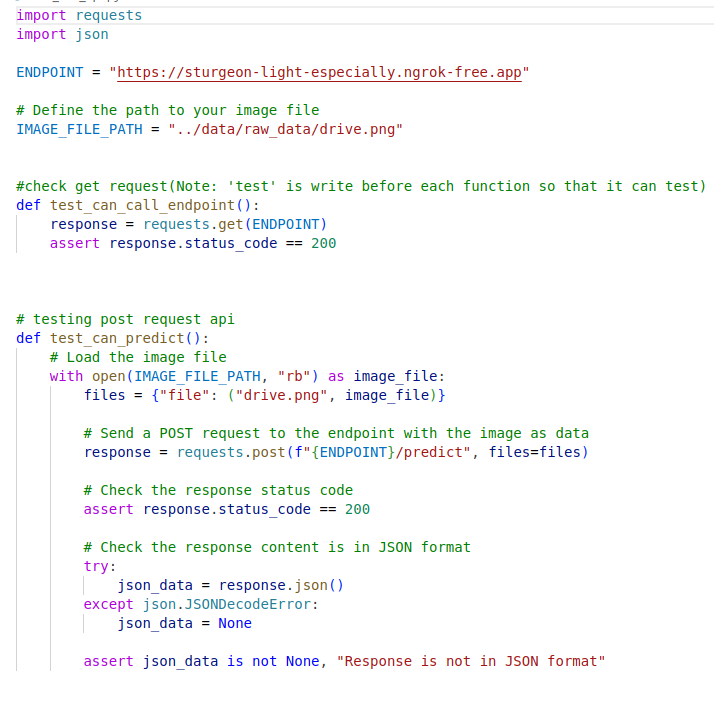 import requests
import json
ENDPOINT = "https://sturgeon-light-especially.ngrok-free.app"
# Define the path to your image file
IMAGE_FILE_PATH = "../data/raw_data/drive.png"
#check get request(Note: 'test' is write before each function so that it can test)
def test_can_call_endpoint():
    response = requests.get(ENDPOINT)
    assert response.status_code == 200
# testing post request api
def test_can_predict():
    # Load the image file
    with open(IMAGE_FILE_PATH, "rb") as image_file:
        files = {"file": ("drive.png", image_file)}
        # Send a POST request to the endpoint with the image as data
        response = requests.post(f"{ENDPOINT}/predict", files=files)
        # Check the response status code
        assert response.status_code == 200
        # Check the response content is in JSON format
        try:
            json_data = response.json()
        except json.JSONDecodeError:
            json_data = None
        assert json_data is not None, "Response is not in JSON format"